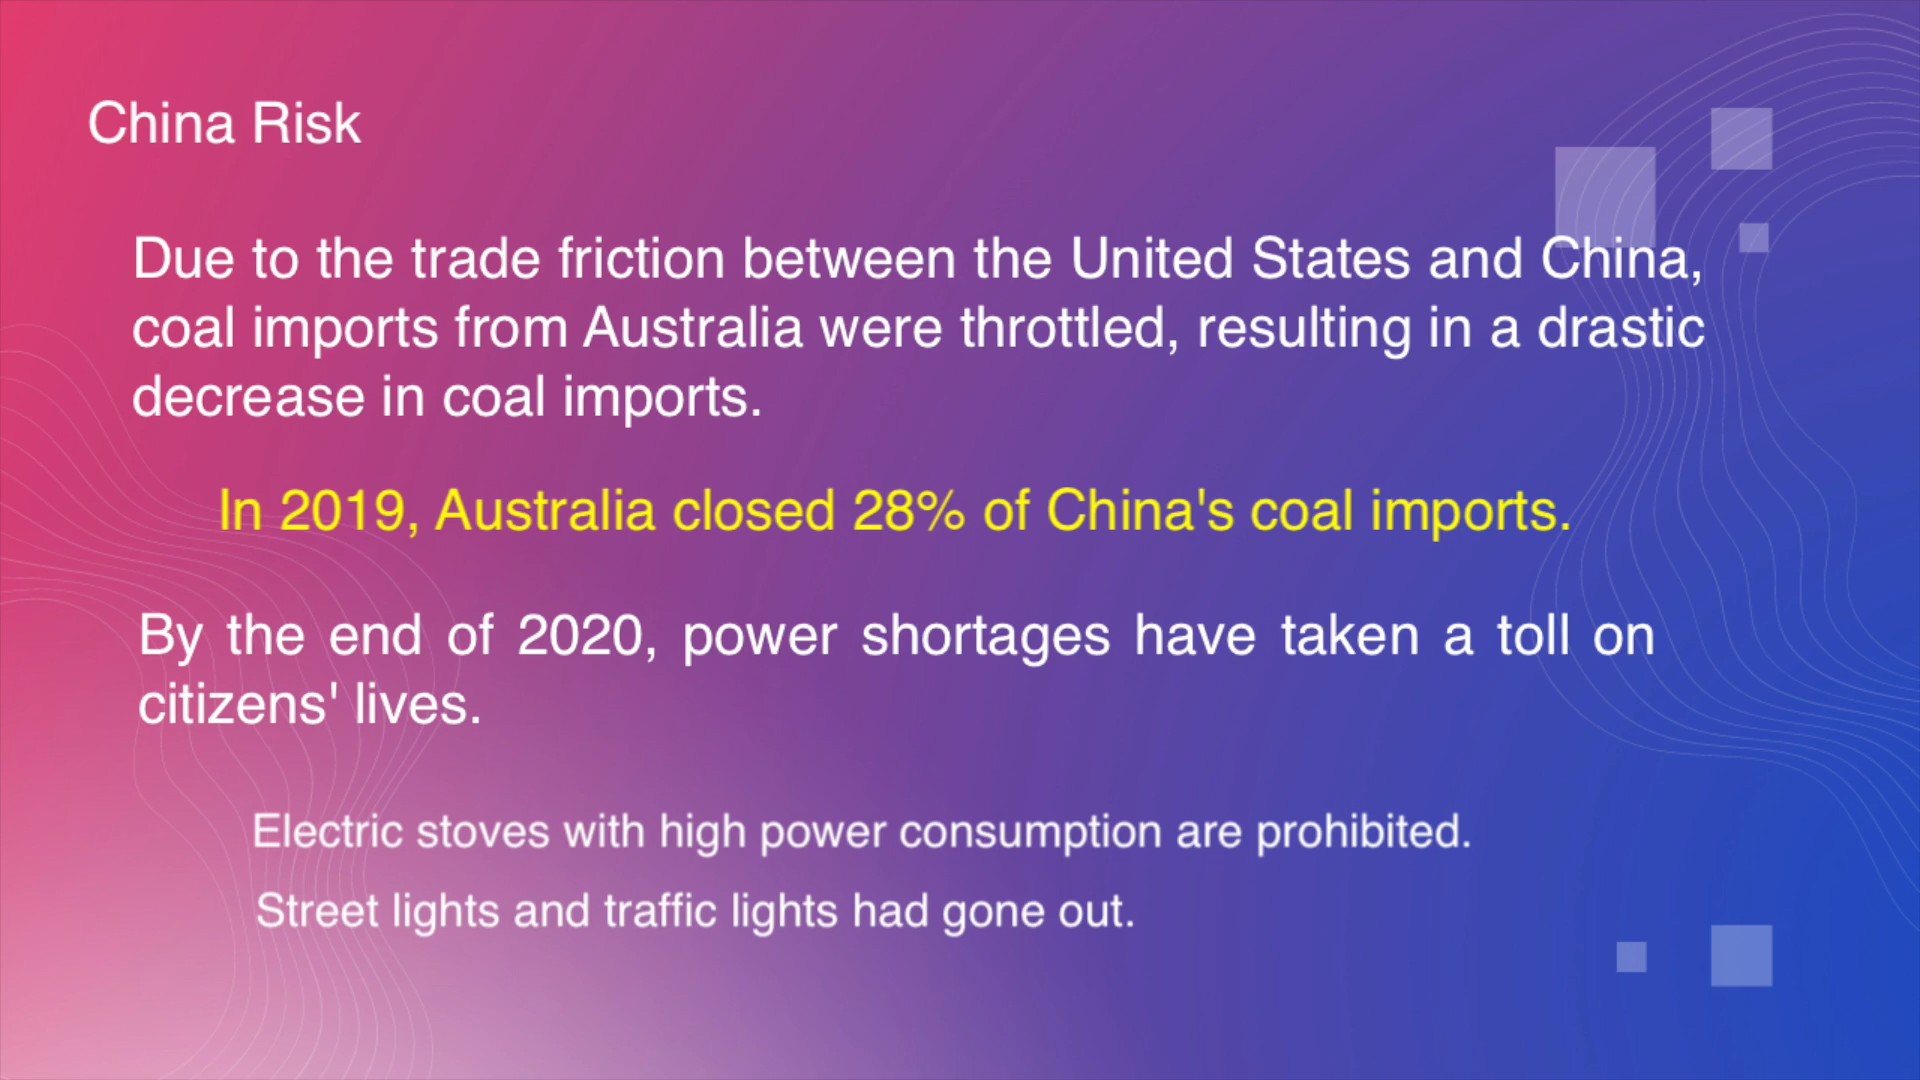 China Risk
Due to the trade friction between the United States and China,
coal imports from Australia were throttled, resulting in a drastic
decrease in coal imports.
In 2019, Australia closed 28% of China's coal imports.
By the end of 2020, power shortages have taken a toll on
citizens' lives.
Electric stoves with high power consumption are prohibited.
Street lights and traffic lights had gone out.